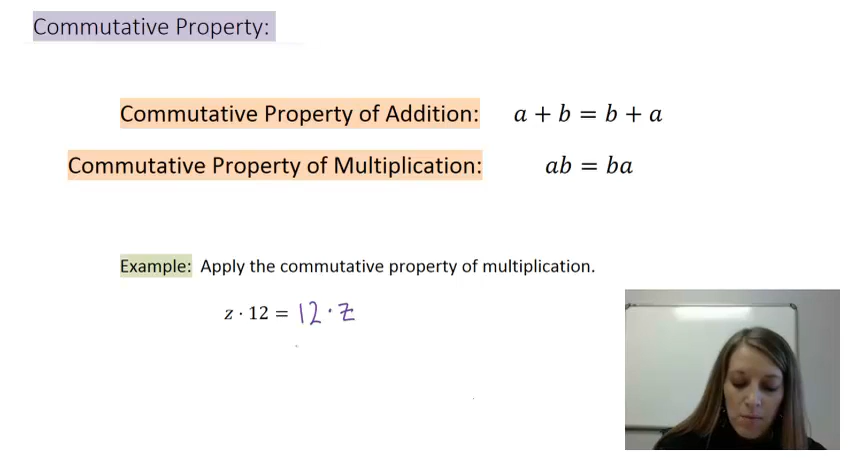 Commutative Property:
Commutative Property of Addition: a + b = b + a
Commutative Property of Multiplication: ab = ba
Example: Apply the commutative property of multiplication.
z · 12 = 12 · z